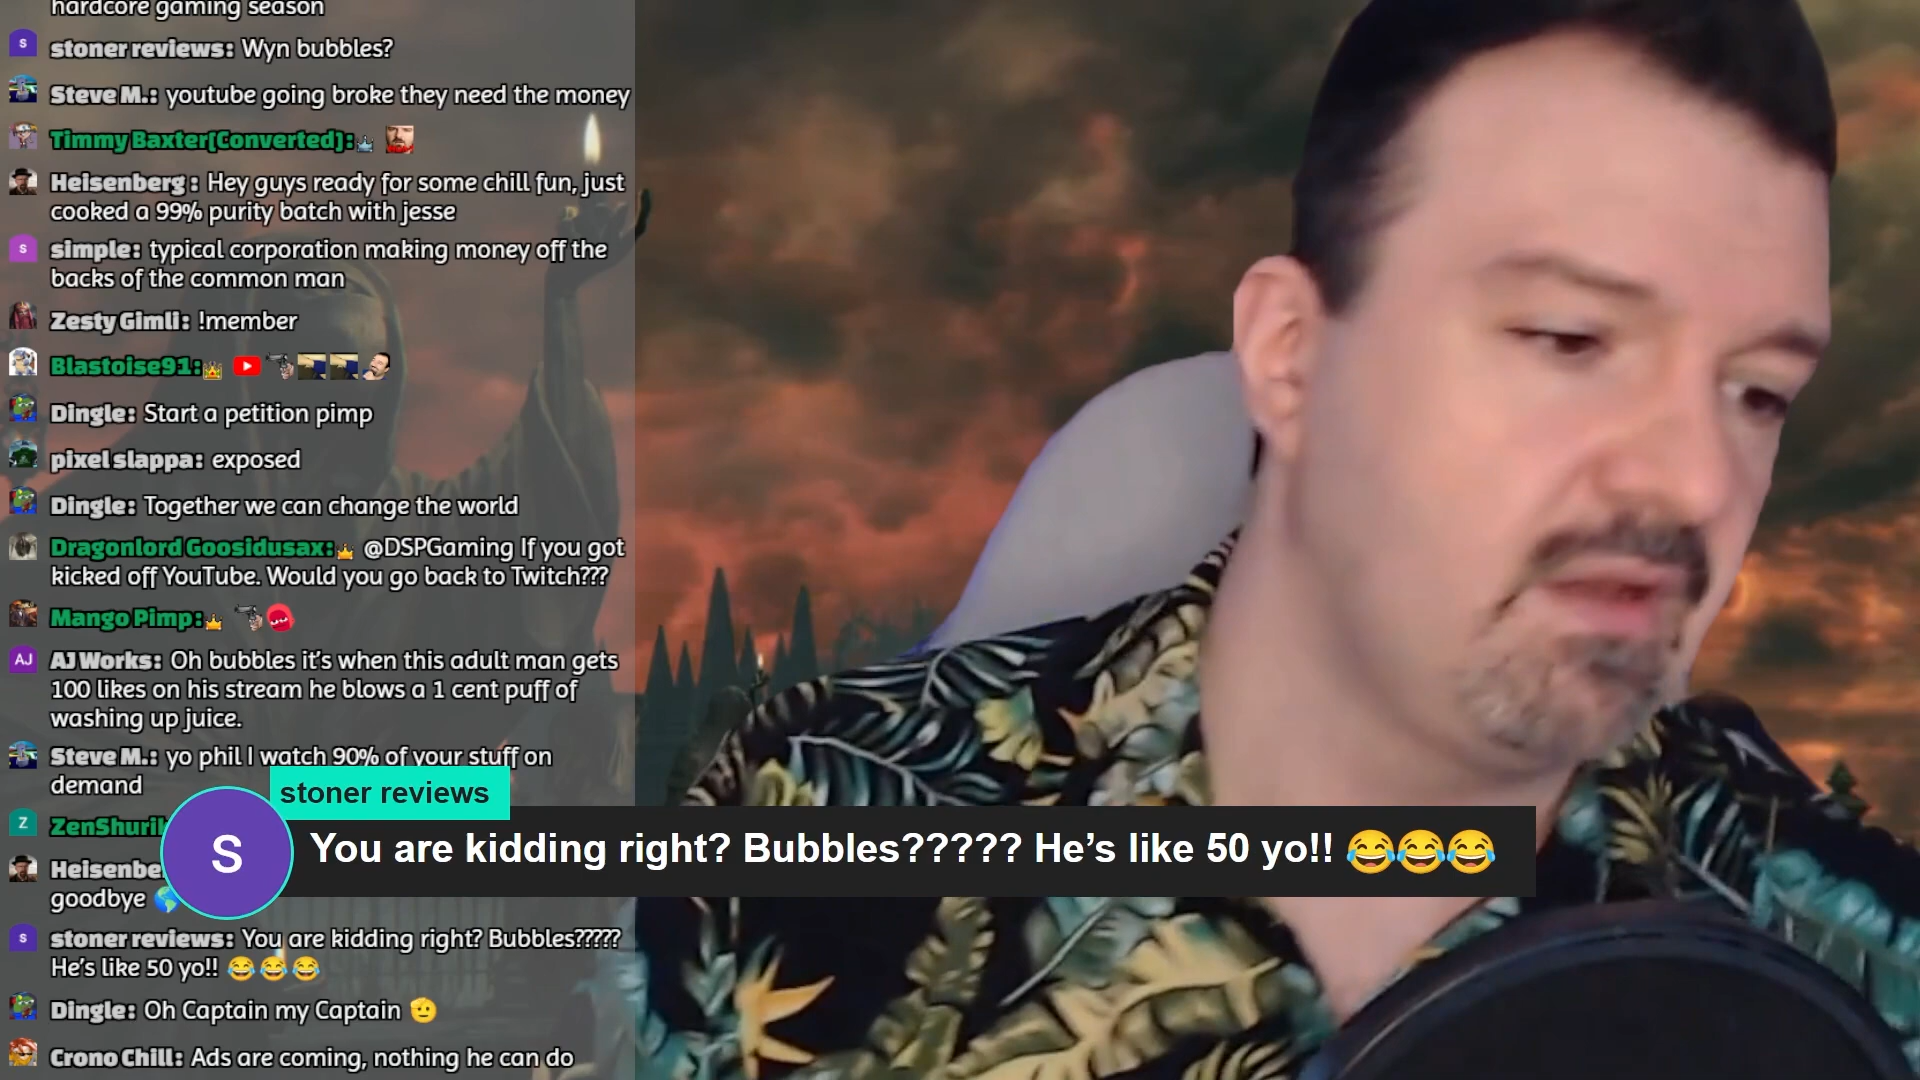 hardcore gaming season
S stoner reviews: Wyn bubbles?
Steve M.: youtube going broke they need the money
Timmy Baxter(Converted):
Heisenberg : Hey guys ready for some chill fun, just
cooked a 99% purity batch with jesse
S simple: typical corporation making money off the
backs of the common man
Zesty Gimli: !member
Blastoise91:
Dingle: Start a petition pimp
pixel slappa: exposed
Dingle: Together we can change the world
Dragonlord Goosidusax: @DSPGaming If you got
kicked off YouTube. Would you go back to Twitch???
Mango Pimp:
AJ AJ Works: Oh bubbles it’s when this adult man gets
100 likes on his stream he blows a 1 cent puff of
washing up juice.
Steve M.: yo phil I watch 90% of your stuff on
demand
stoner reviews
Z ZenShurik
S You are kidding right? Bubbles????? He’s like 50 yo!! 😂😂😂
Heisenbe
goodbye 🌎
S stoner reviews: You are kidding right? Bubbles?????
He’s like 50 yo!! 😂😂😂
Dingle: Oh Captain my Captain 🫡
Crono Chill: Ads are coming, nothing he can do